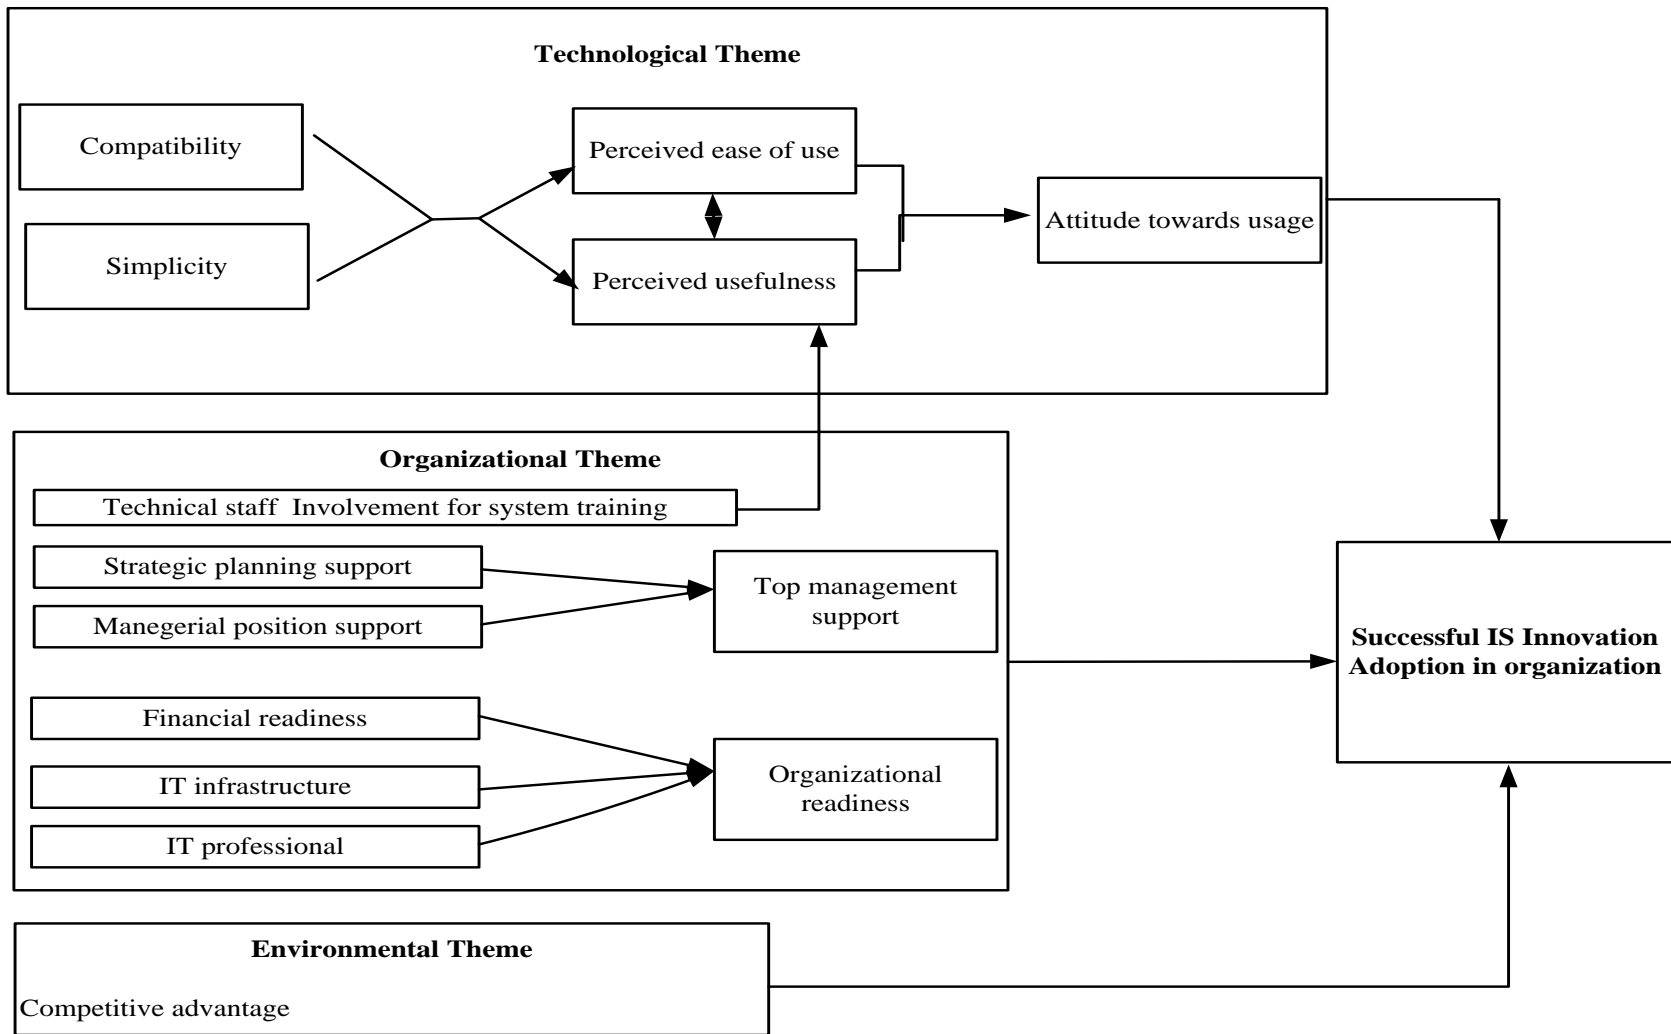 Technological Theme
Compatibility
Perceived ease of use
Attitude towards usage
Simplicity
Perceived usefulness
Organizational Theme
Technical staff  Involvement for system training
Strategic planning support
Top management
support
Manegerial position support
Successful IS Innovation
Adoption in organization
Financial readiness
IT infrastructure
Organizational
readiness
IT professional
Environmental Theme
Competitive advantage